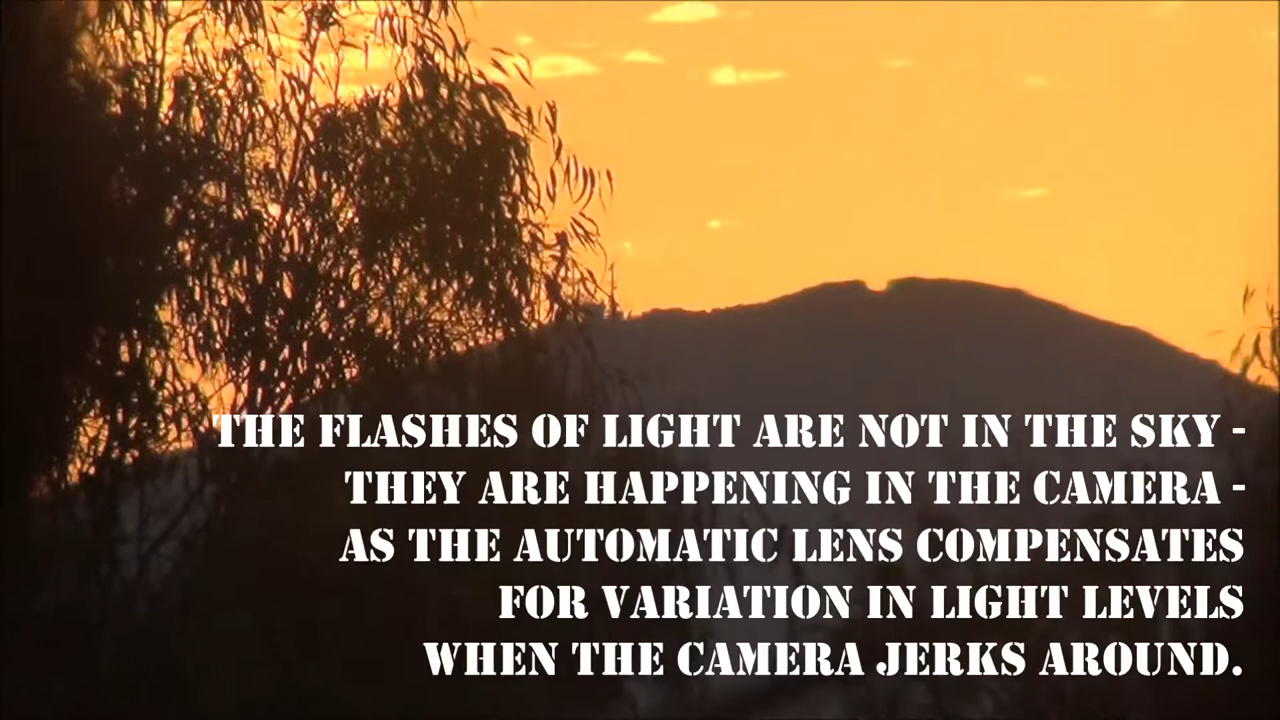 THE FLASHES OF LIGHT ARE NOT IN THE SKY -
THEY ARE HAPPENING IN THE CAMERA -
AS THE AUTOMATIC LENS COMPENSATES
FOR VARIATION IN LIGHT LEVELS
WHEN THE CAMERA JERKS AROUND.